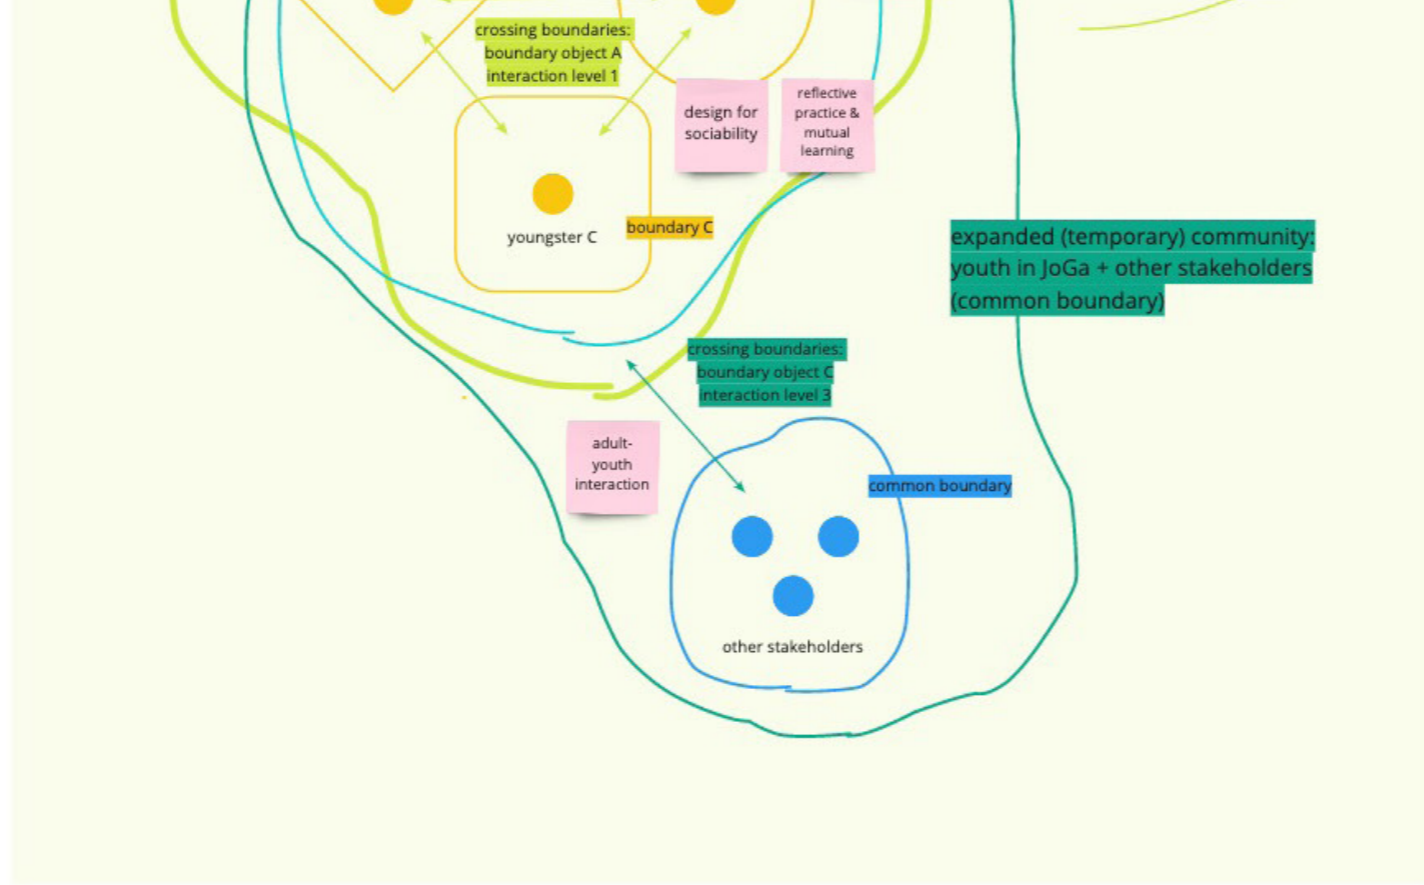 crossing boundaries:
boundary object A
interaction level 1
design for
sociability
reflective
practice &
mutual
learning
youngster C
boundary C
expanded (temporary) community:
youth in JoGa + other stakeholders
(common boundary)
crossing boundaries:
boundary object C
interaction level 3
adult-
youth
interaction
common boundary
other stakeholders